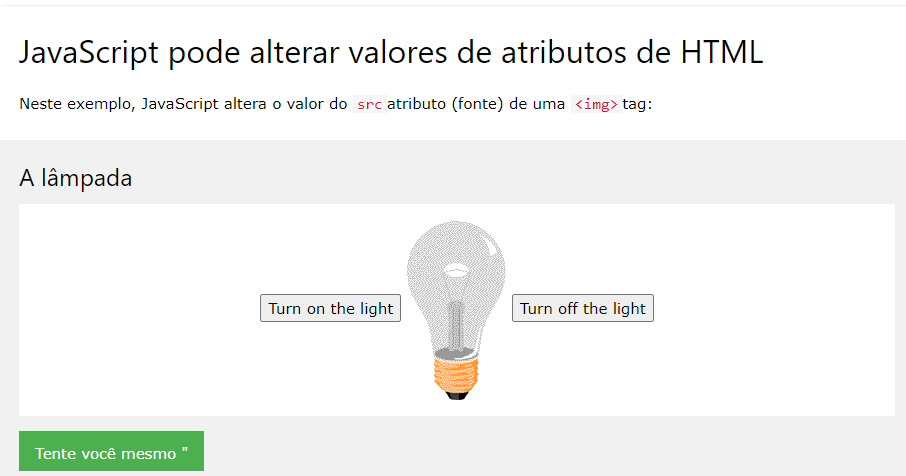 JavaScript pode alterar valores de atributos de HTML
Neste exemplo, JavaScript altera o valor do src atributo (fonte) de uma <img> tag:
A lâmpada
Turn on the light
Turn off the light
Tente você mesmo "